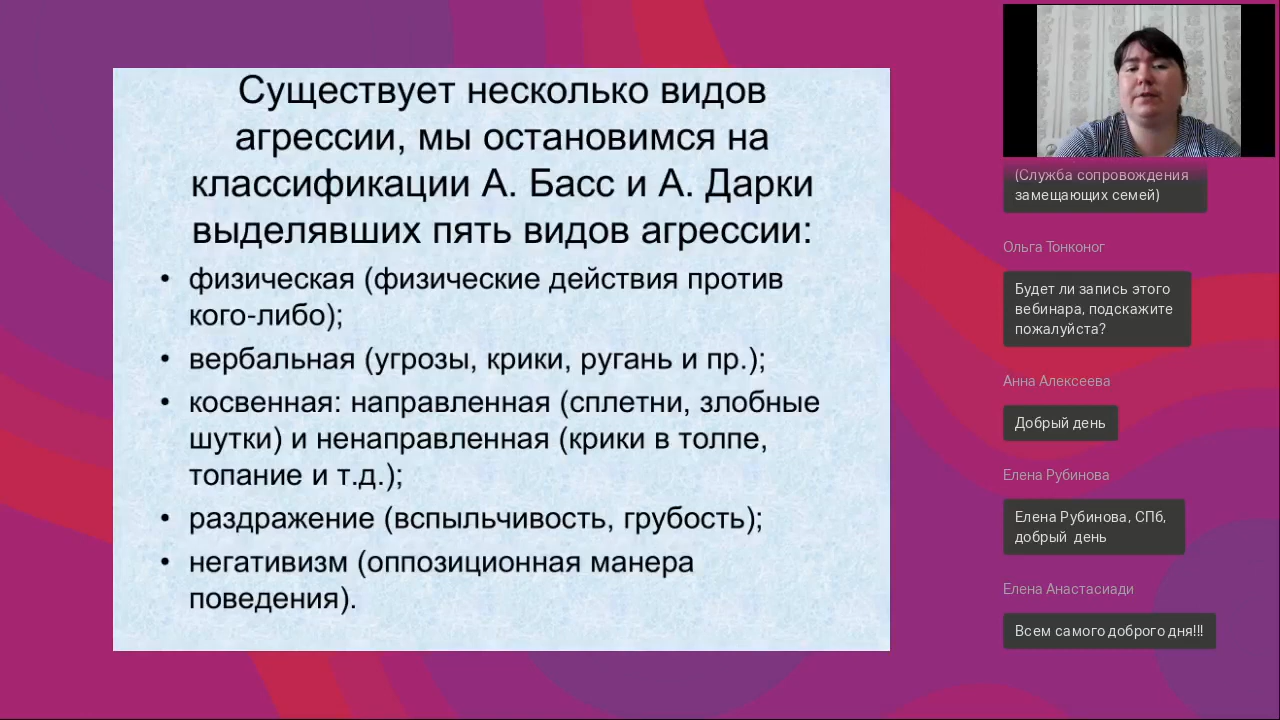 Существует несколько видов
агрессии, мы остановимся на
классификации А. Басс и А. Дарки
выделявших пять видов агрессии:
• физическая (физические действия против
кого-либо);
• вербальная (угрозы, крики, ругань и пр.);
• косвенная: направленная (сплетни, злобные
шутки) и ненаправленная (крики в толпе,
топание и т.д.);
• раздражение (вспыльчивость, грубость);
• негативизм (оппозиционная манера
поведения).
(Служба сопровождения
замещающих семей)
Ольга Тонконог
Будет ли запись этого
вебинара, подскажите
пожалуйста?
Анна Алексеева
Добрый день
Елена Рубинова
Елена Рубинова, СПб,
добрый день
Елена Анастасиади
Всем самого доброго дня!!!